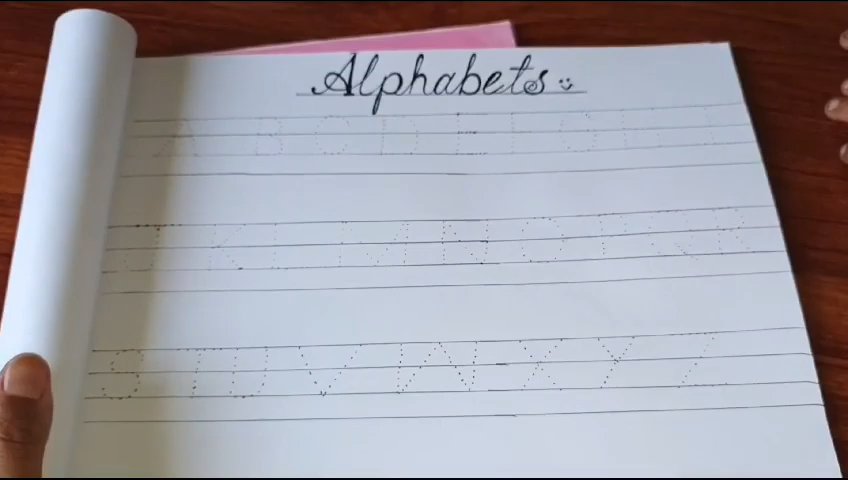 Alphabets
A B C D E F G H I
J K L M N O P Q R
S T U V W X Y Z